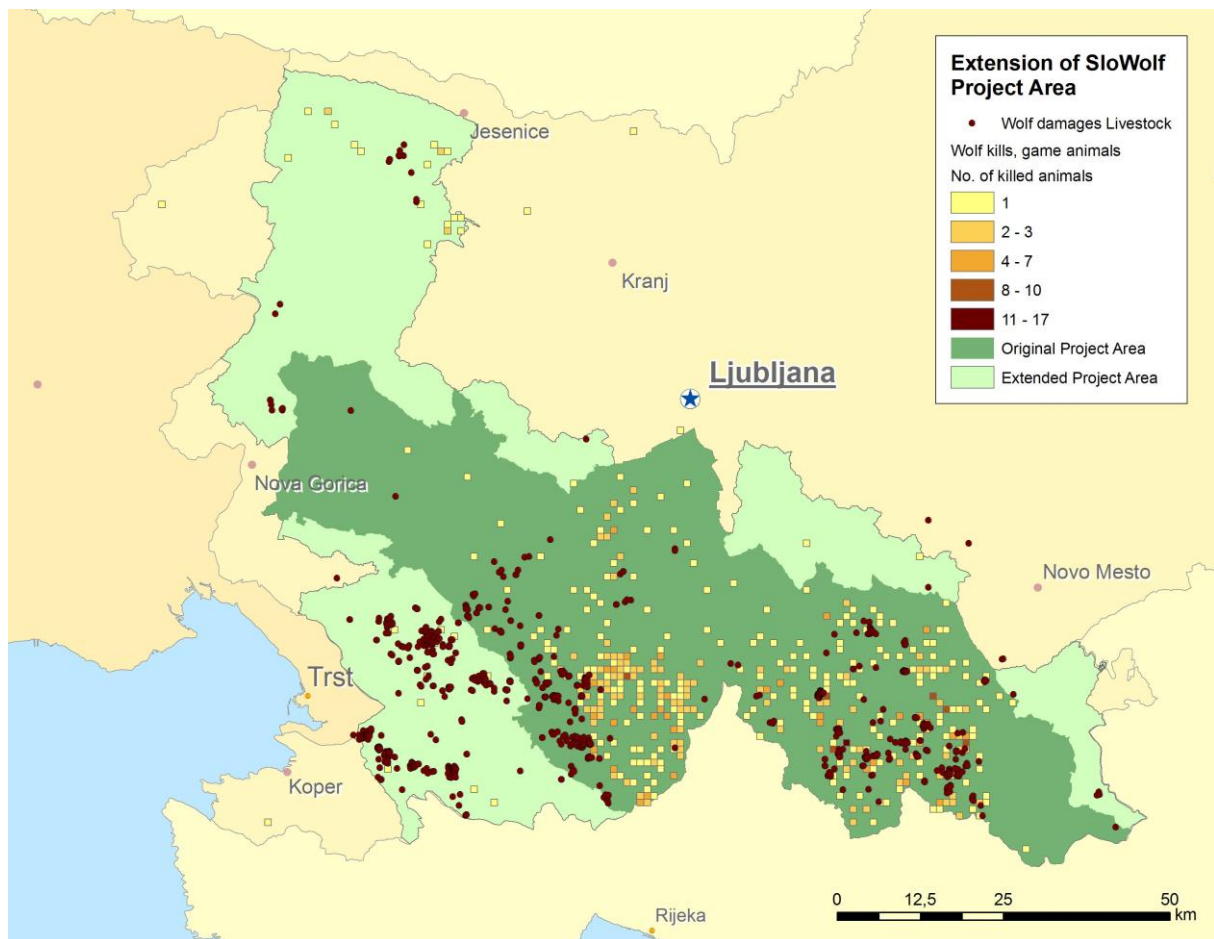 Extension of SloWolf
Project Area
Wolf damages Livestock
Wolf kills, game animals
No. of killed animals
1
2 - 3
4 - 7
8 - 10
11 - 17
Original Project Area
Extended Project Area
Jesenice
Kranj
Ljubljana
Nova Gorica
Novo Mesto
Trst
Koper
Rijeka
0 12,5 25 50
km